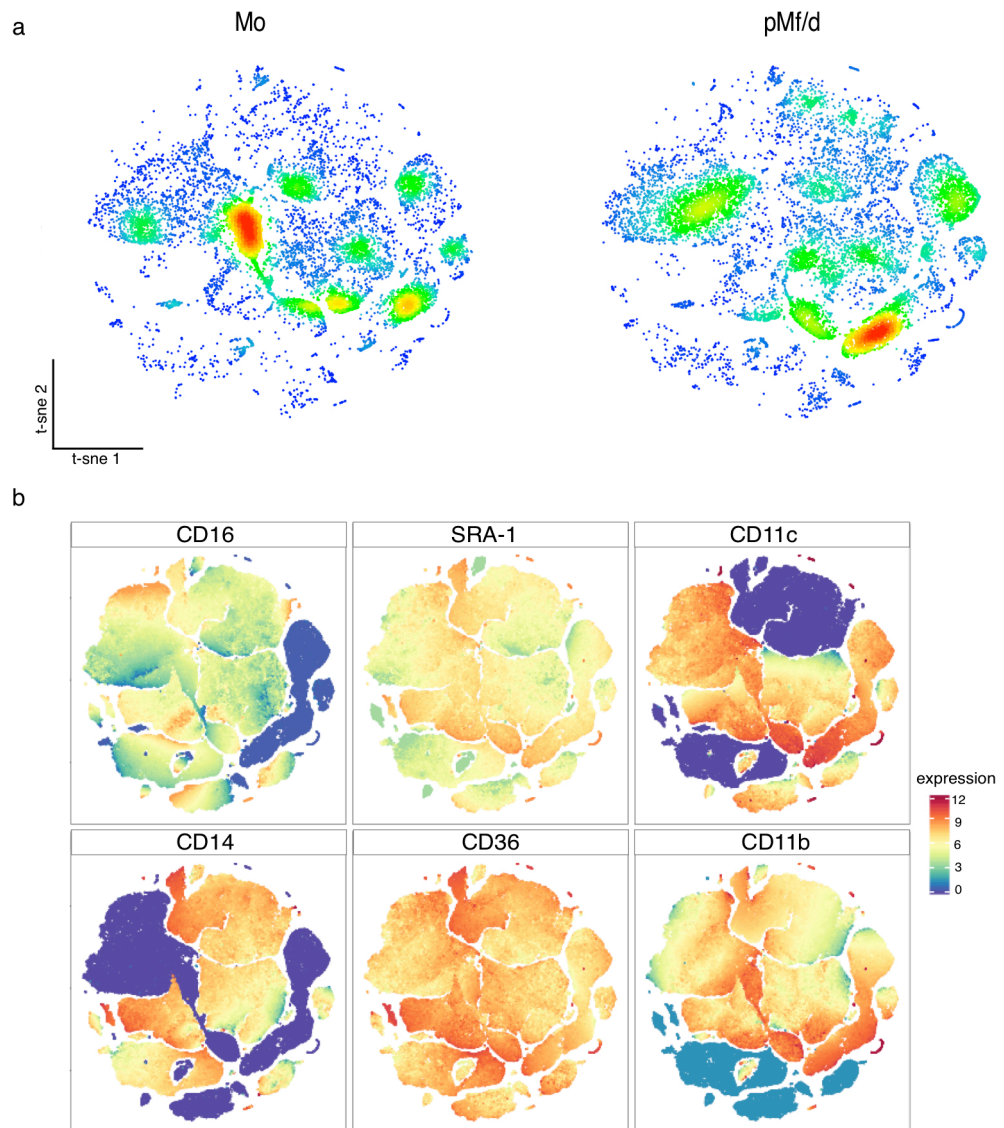 a
Mo
pMf/d
t-sne 2
t-sne 1
b
CD16
SRA-1
CD11c
expression
12
9
6
3
0
CD14
CD36
CD11b